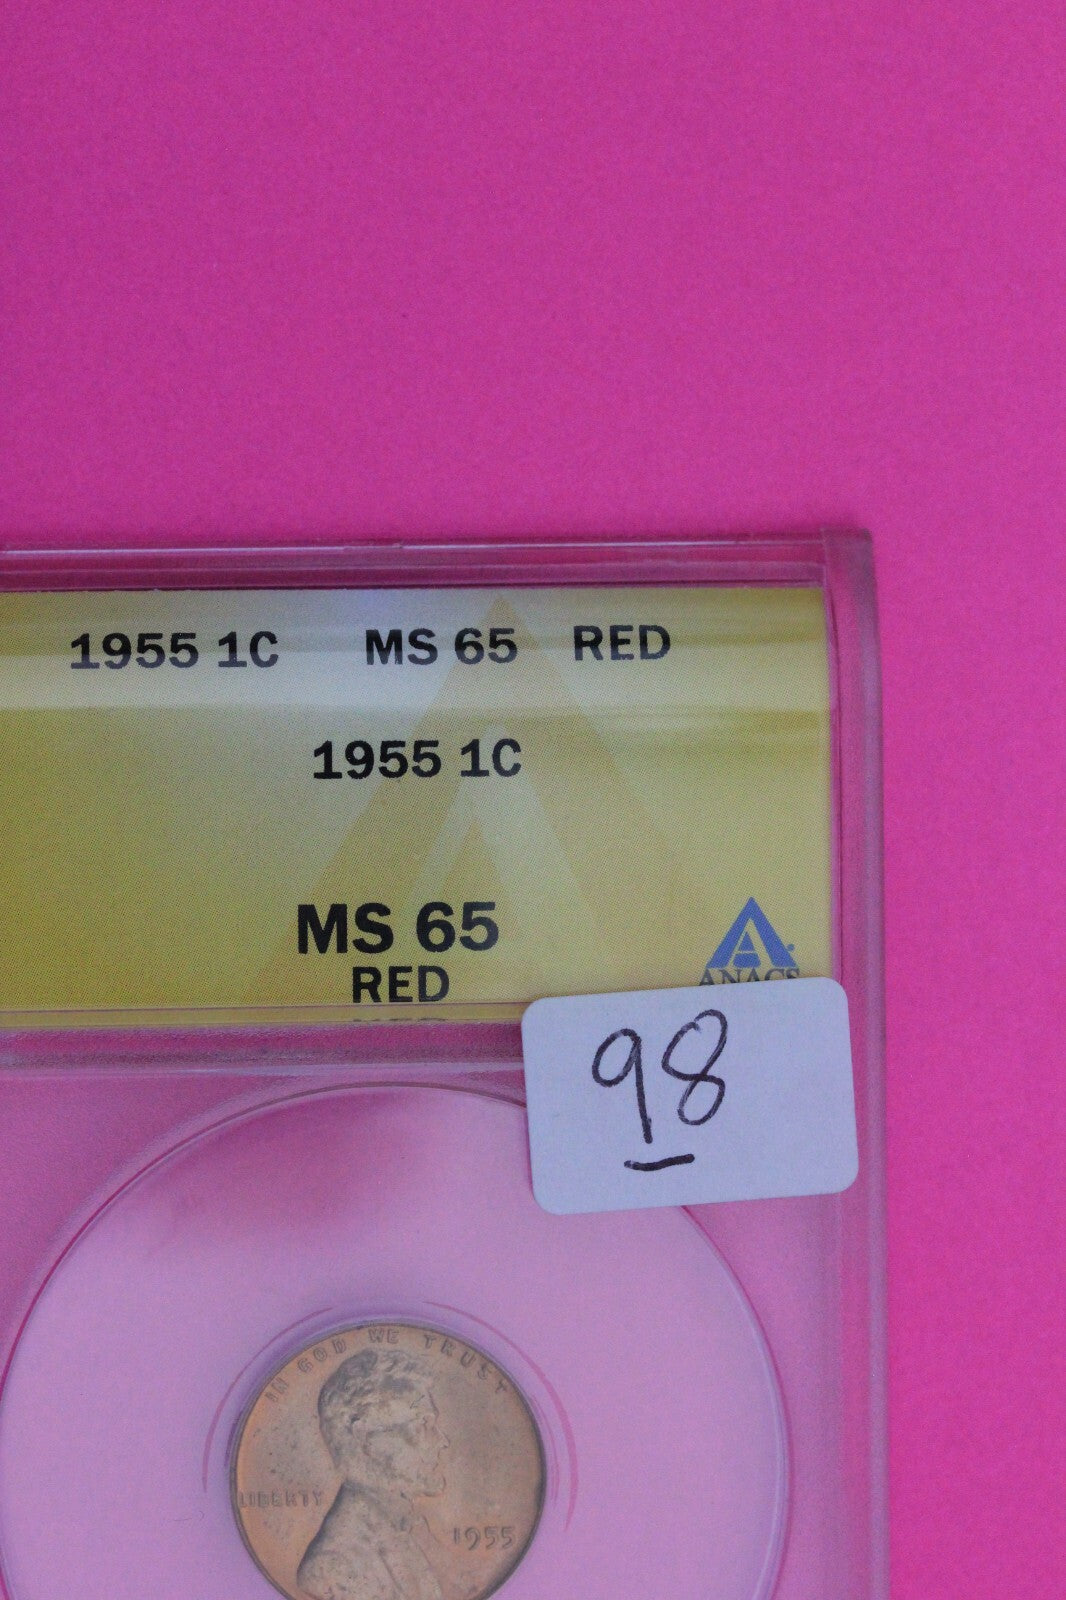 1955 1C MS 65 RED
1955 1C
MS 65
RED
ANACS
98
IN GOD WE TRUST
LIBERTY
1955